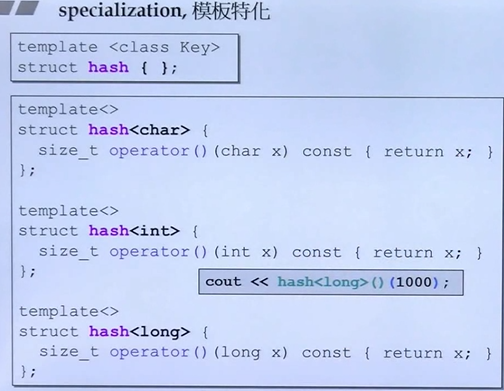 specialization, 模板特化
template <class Key>
struct hash { };
template<>
struct hash<char> {
  size_t operator()(char x) const { return x; }
};
template<>
struct hash<int> {
  size_t operator()(int x) const { return x; }
};
cout << hash<long>()(1000);
template<>
struct hash<long> {
  size_t operator()(long x) const { return x; }
};